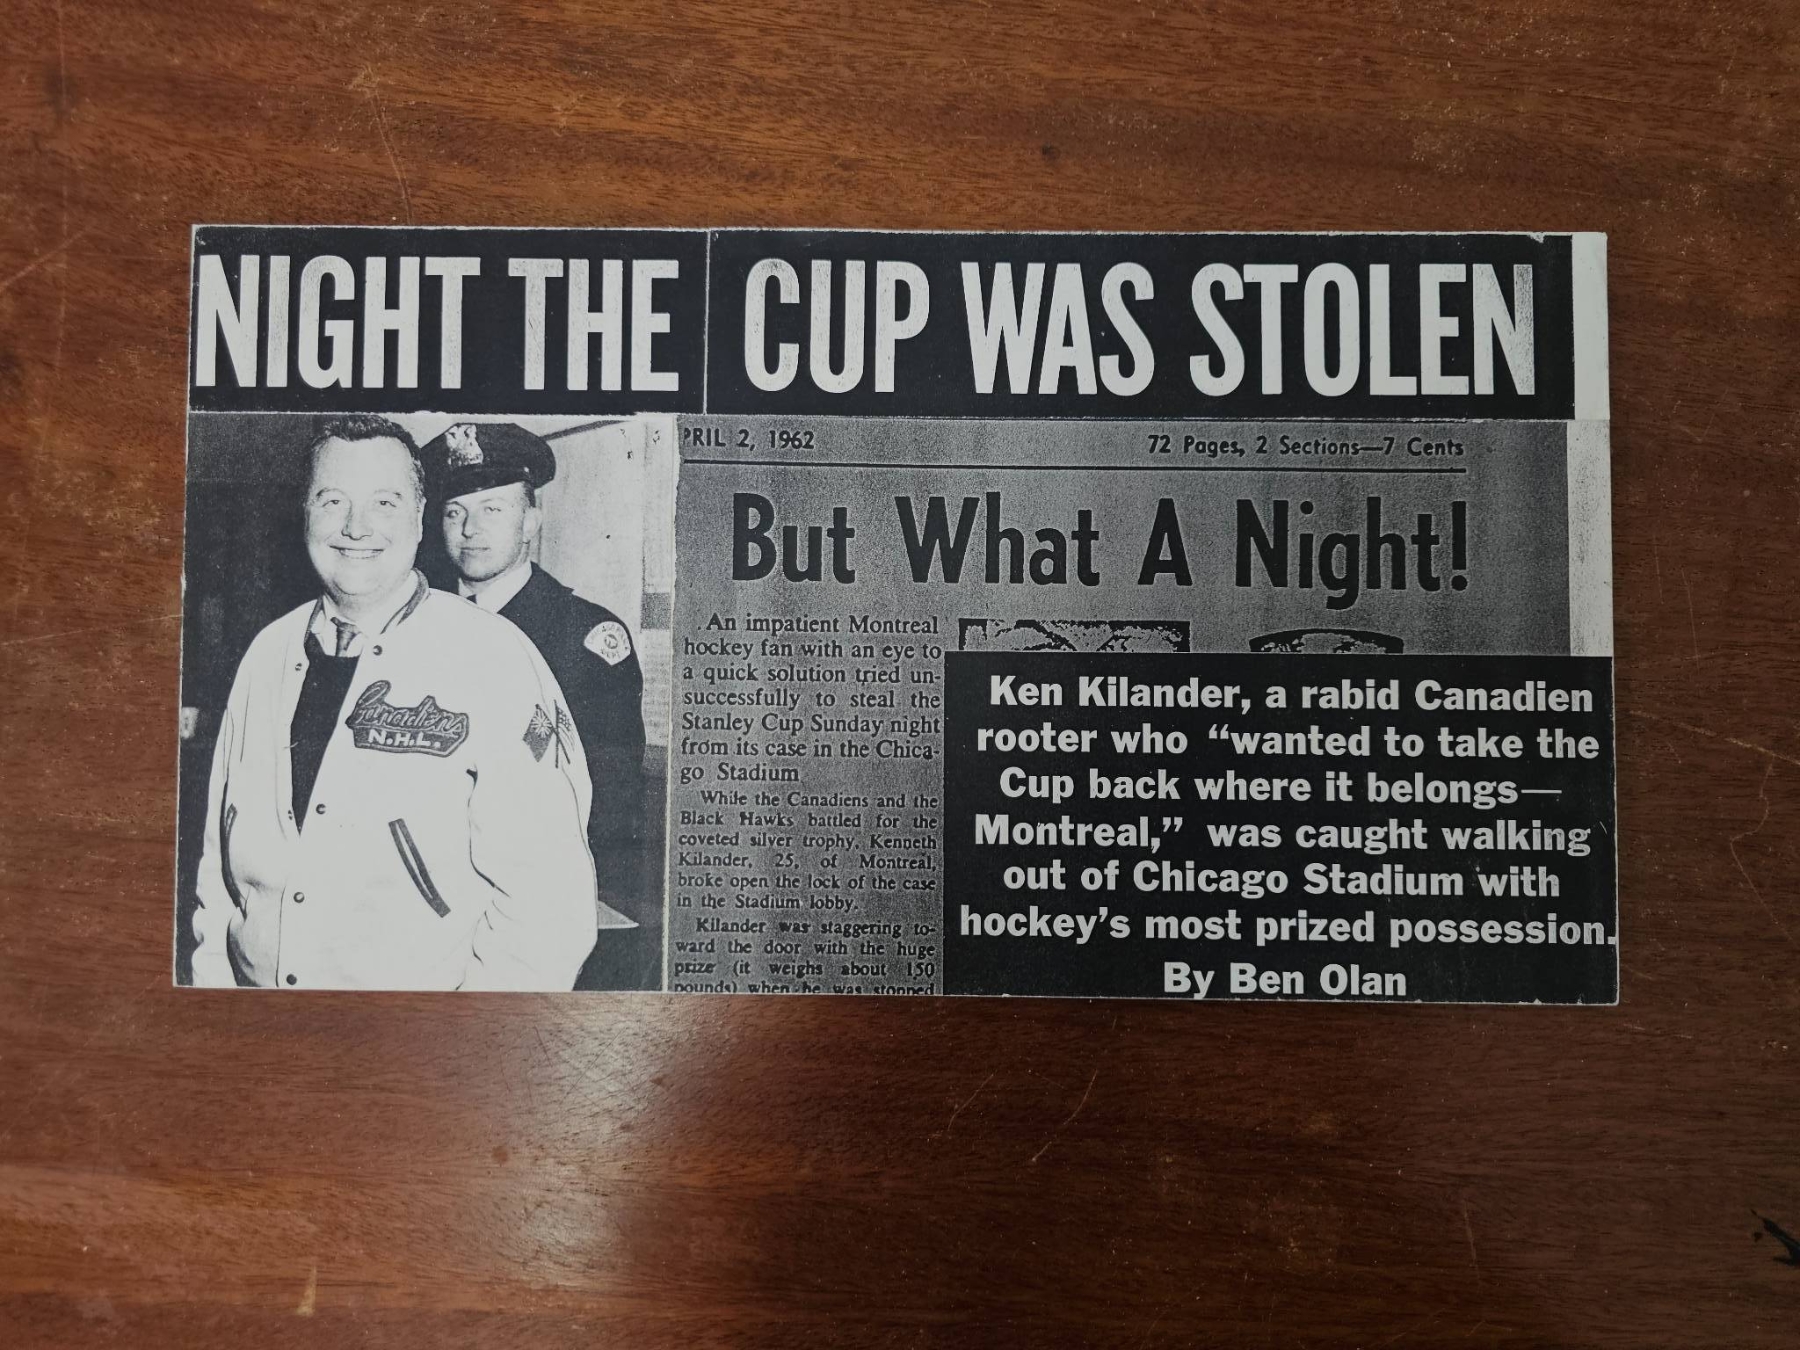 NIGHT THE CUP WAS STOLEN
PRIL 2, 1962
72 Pages, 2 Sections—7 Cents
But What A Night!
Canadiens
N.H.L.
An impatient Montreal
hockey fan with an eye to
a quick solution tried un-
successfully to steal the
Stanley Cup Sunday night
from its case in the Chica-
go Stadium
While the Canadiens and the
Black Hawks battled for the
coveted silver trophy, Kenneth
Kilander, 25, of Montreal,
broke open the lock of the case
in the Stadium lobby.
Kilander was staggering to-
ward the door with the huge
prize (it weighs about 150
pounds) when he was stopped
Ken Kilander, a rabid Canadien
rooter who “wanted to take the
Cup back where it belongs—
Montreal,” was caught walking
out of Chicago Stadium with
hockey’s most prized possession.
By Ben Olan